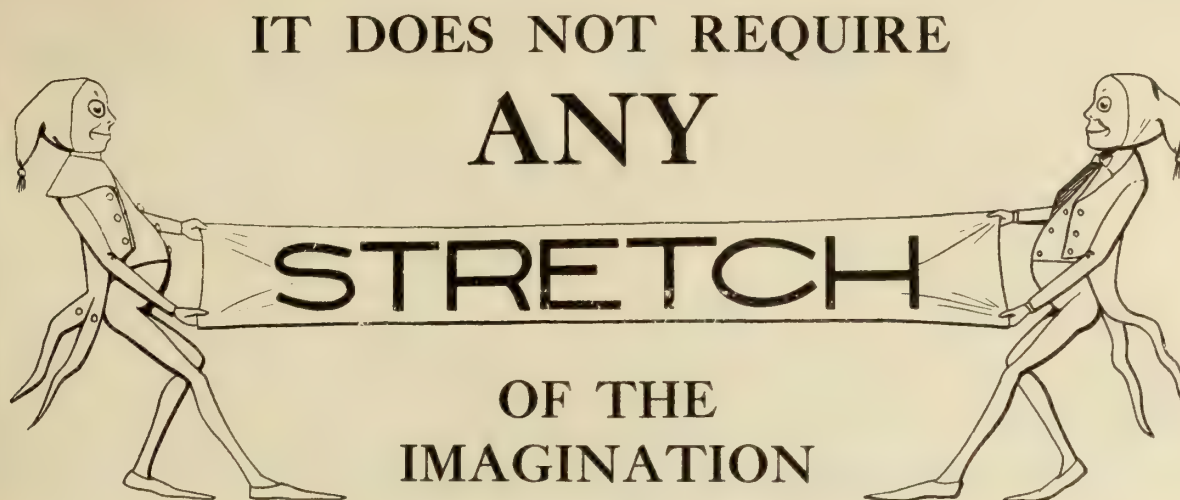 IT DOES NOT REQUIRE
ANY
STRETCH
OF THE
IMAGINATION